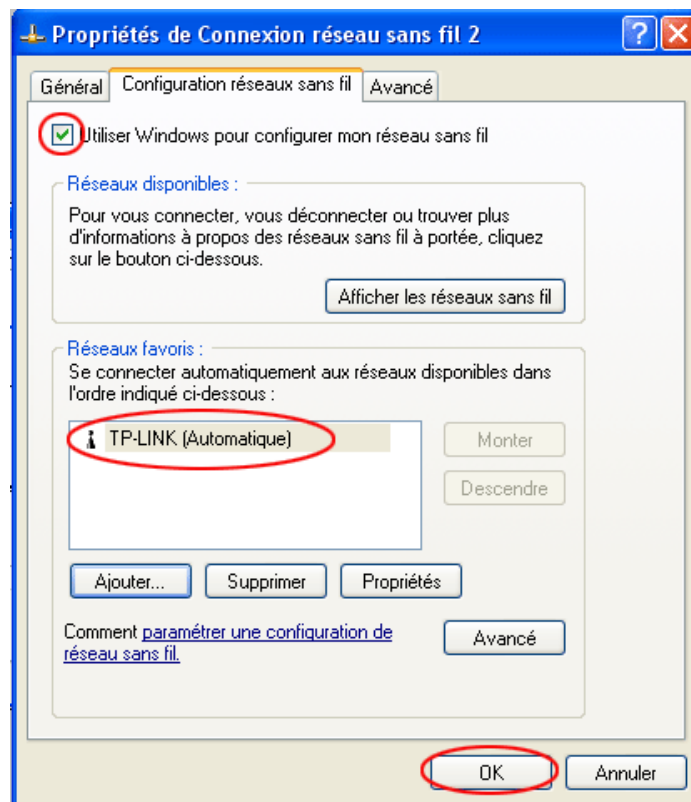 Propriétés de Connexion réseau sans fil 2
Général
Configuration réseaux sans fil
Avancé
Utiliser Windows pour configurer mon réseau sans fil
Réseaux disponibles :
Pour vous connecter, vous déconnecter ou trouver plus
d'informations à propos des réseaux sans fil à portée, cliquez
sur le bouton ci-dessous.
Afficher les réseaux sans fil
Réseaux favoris :
Se connecter automatiquement aux réseaux disponibles dans
l'ordre indiqué ci-dessous :
TP-LINK (Automatique)
Monter
Descendre
Ajouter...
Supprimer
Propriétés
Comment paramétrer une configuration de
réseau sans fil.
Avancé
OK
Annuler